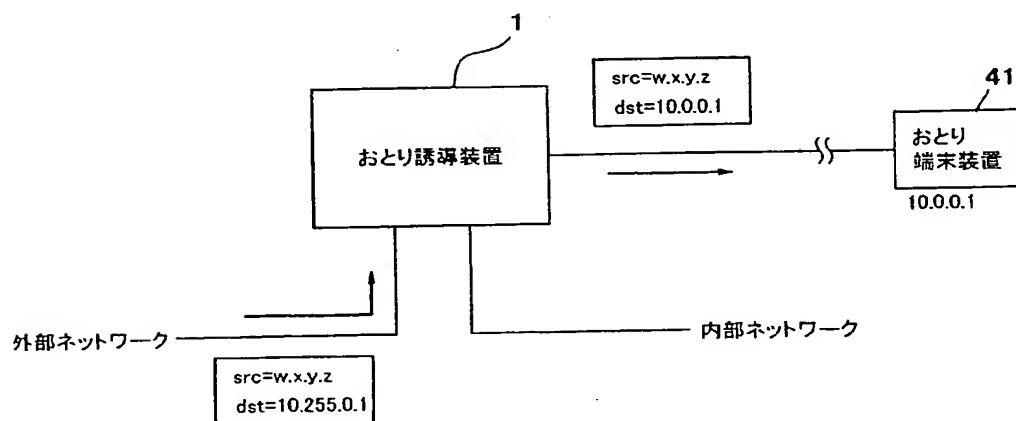 1
src=w.x.y.z
dst=10.0.0.1
41
おとり誘導装置
おとり
端末装置
10.0.0.1
外部ネットワーク
内部ネットワーク
src=w.x.y.z
dst=10.255.0.1